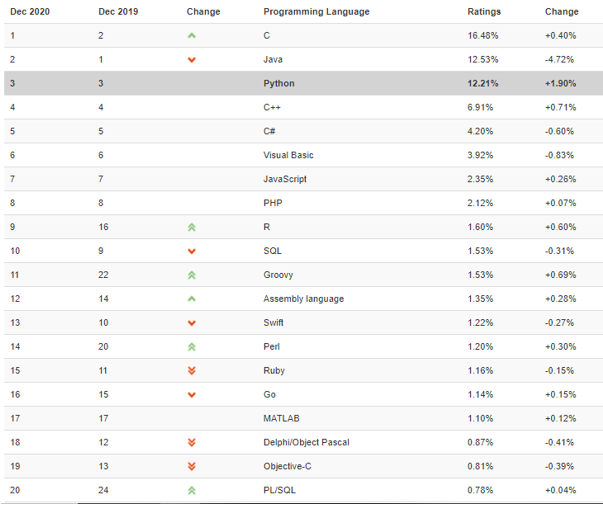 Dec 2020 Dec 2019 Change Programming Language Ratings Change
1 2 C 16.48% +0.40%
2 1 Java 12.53% -4.72%
3 3 Python 12.21% +1.90%
4 4 C++ 6.91% +0.71%
5 5 C# 4.20% -0.60%
6 6 Visual Basic 3.92% -0.83%
7 7 JavaScript 2.35% +0.26%
8 8 PHP 2.12% +0.07%
9 16 R 1.60% +0.60%
10 9 SQL 1.53% -0.31%
11 22 Groovy 1.53% +0.69%
12 14 Assembly language 1.35% +0.28%
13 10 Swift 1.22% -0.27%
14 20 Perl 1.20% +0.30%
15 11 Ruby 1.16% -0.15%
16 15 Go 1.14% +0.15%
17 17 MATLAB 1.10% +0.12%
18 12 Delphi/Object Pascal 0.87% -0.41%
19 13 Objective-C 0.81% -0.39%
20 24 PL/SQL 0.78% +0.04%